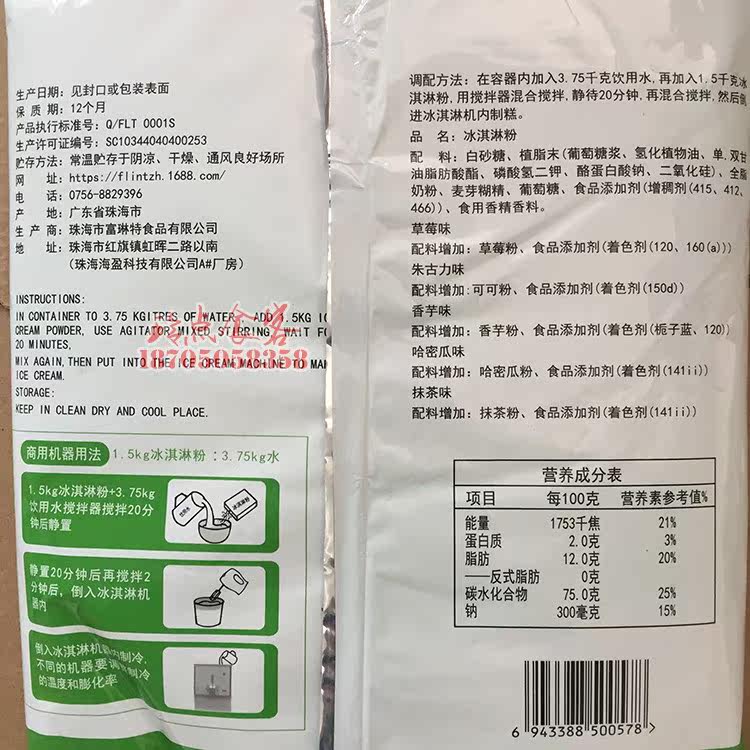 生产日期: 见封口或包装表面
保 质 期: 12个月
产品执行标准号: Q/FLT 0001S
生产许可证编号: SC10344040400253
贮存方法: 常温贮存于阴凉、干燥、通风良好场所
网 址: https://flintzh.1688.com/
电 话: 0756-8829396
产 地: 广东省珠海市
生 产 商: 珠海市富琳特食品有限公司
地 址: 珠海市红旗镇虹晖二路以南
(珠海海盈科技有限公司A#厂房)
INSTRUCTIONS:
IN CONTAINER TO 3.75 KGITRES OF WATER, ADD 1.5KG IC
CREAM POWDER, USE AGITATOR MIXED STIRRING, WAIT FO
20 MINUTES,
MIX AGAIN, THEN PUT INTO THE ICE CREAM MACHINE TO MAK
ICE CREAM.
STORAGE:
KEEP IN CLEAN DRY AND COOL PLACE.
18705058358
商用机器用法 1.5kg冰淇淋粉:3.75kg水
1.5kg冰淇淋粉+3.75kg
饮用水搅拌器搅拌20分
钟后静置
饮用水
冰淇淋粉
静置20分钟后再搅拌2
分钟后, 倒入冰淇淋机
器内
倒入冰淇淋机器内制冷,
不同的机器要调节制冷
的温度和膨化率
调配方法: 在容器内加入3.75千克饮用水,再加入1.5千克冰
淇淋粉,用搅拌器混合搅拌,静待20分钟,再混合搅拌,然后倒
进冰淇淋机内制糕。
品 名: 冰淇淋粉
配 料: 白砂糖、植脂末(葡萄糖浆、氢化植物油、单,双甘
油脂肪酸酯、磷酸氢二钾、酪蛋白酸钠、二氧化硅)、全脂
奶粉、麦芽糊精、葡萄糖、食品添加剂(增稠剂(415、412、
466))、食用香精香料。
草莓味
配料增加: 草莓粉、食品添加剂(着色剂(120、160(a)))
朱古力味
配料增加:可可粉、食品添加剂(着色剂(150d))
香芋味
配料增加: 香芋粉、食品添加剂(着色剂(栀子蓝、120))
哈密瓜味
配料增加: 哈密瓜粉、食品添加剂(着色剂(141ii))
抹茶味
配料增加: 抹茶粉、食品添加剂(着色剂(141ii))
营养成分表
项目 每100克 营养素参考值%
能量 1753千焦 21%
蛋白质 2.0克 3%
脂肪 12.0克 20%
——反式脂肪 0克
碳水化合物 75.0克 25%
钠 300毫克 15%
6 943388 500578 >